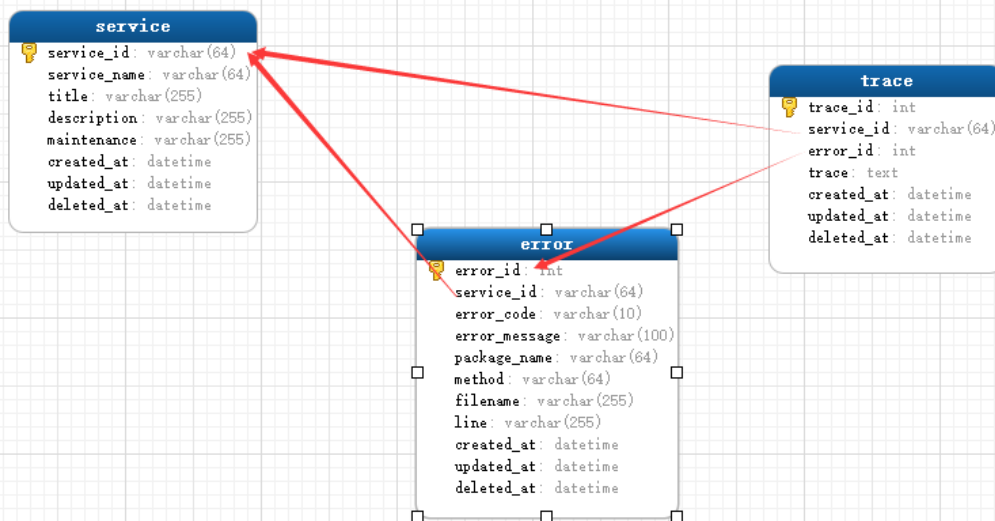 service
service_id: varchar(64)
service_name: varchar(64)
title: varchar(255)
description: varchar(255)
maintenance: varchar(255)
created_at: datetime
updated_at: datetime
deleted_at: datetime
trace
trace_id: int
service_id: varchar(64)
error_id: int
trace: text
created_at: datetime
updated_at: datetime
deleted_at: datetime
error
error_id: int
service_id: varchar(64)
error_code: varchar(10)
error_message: varchar(100)
package_name: varchar(64)
method: varchar(64)
filename: varchar(255)
line: varchar(255)
created_at: datetime
updated_at: datetime
deleted_at: datetime